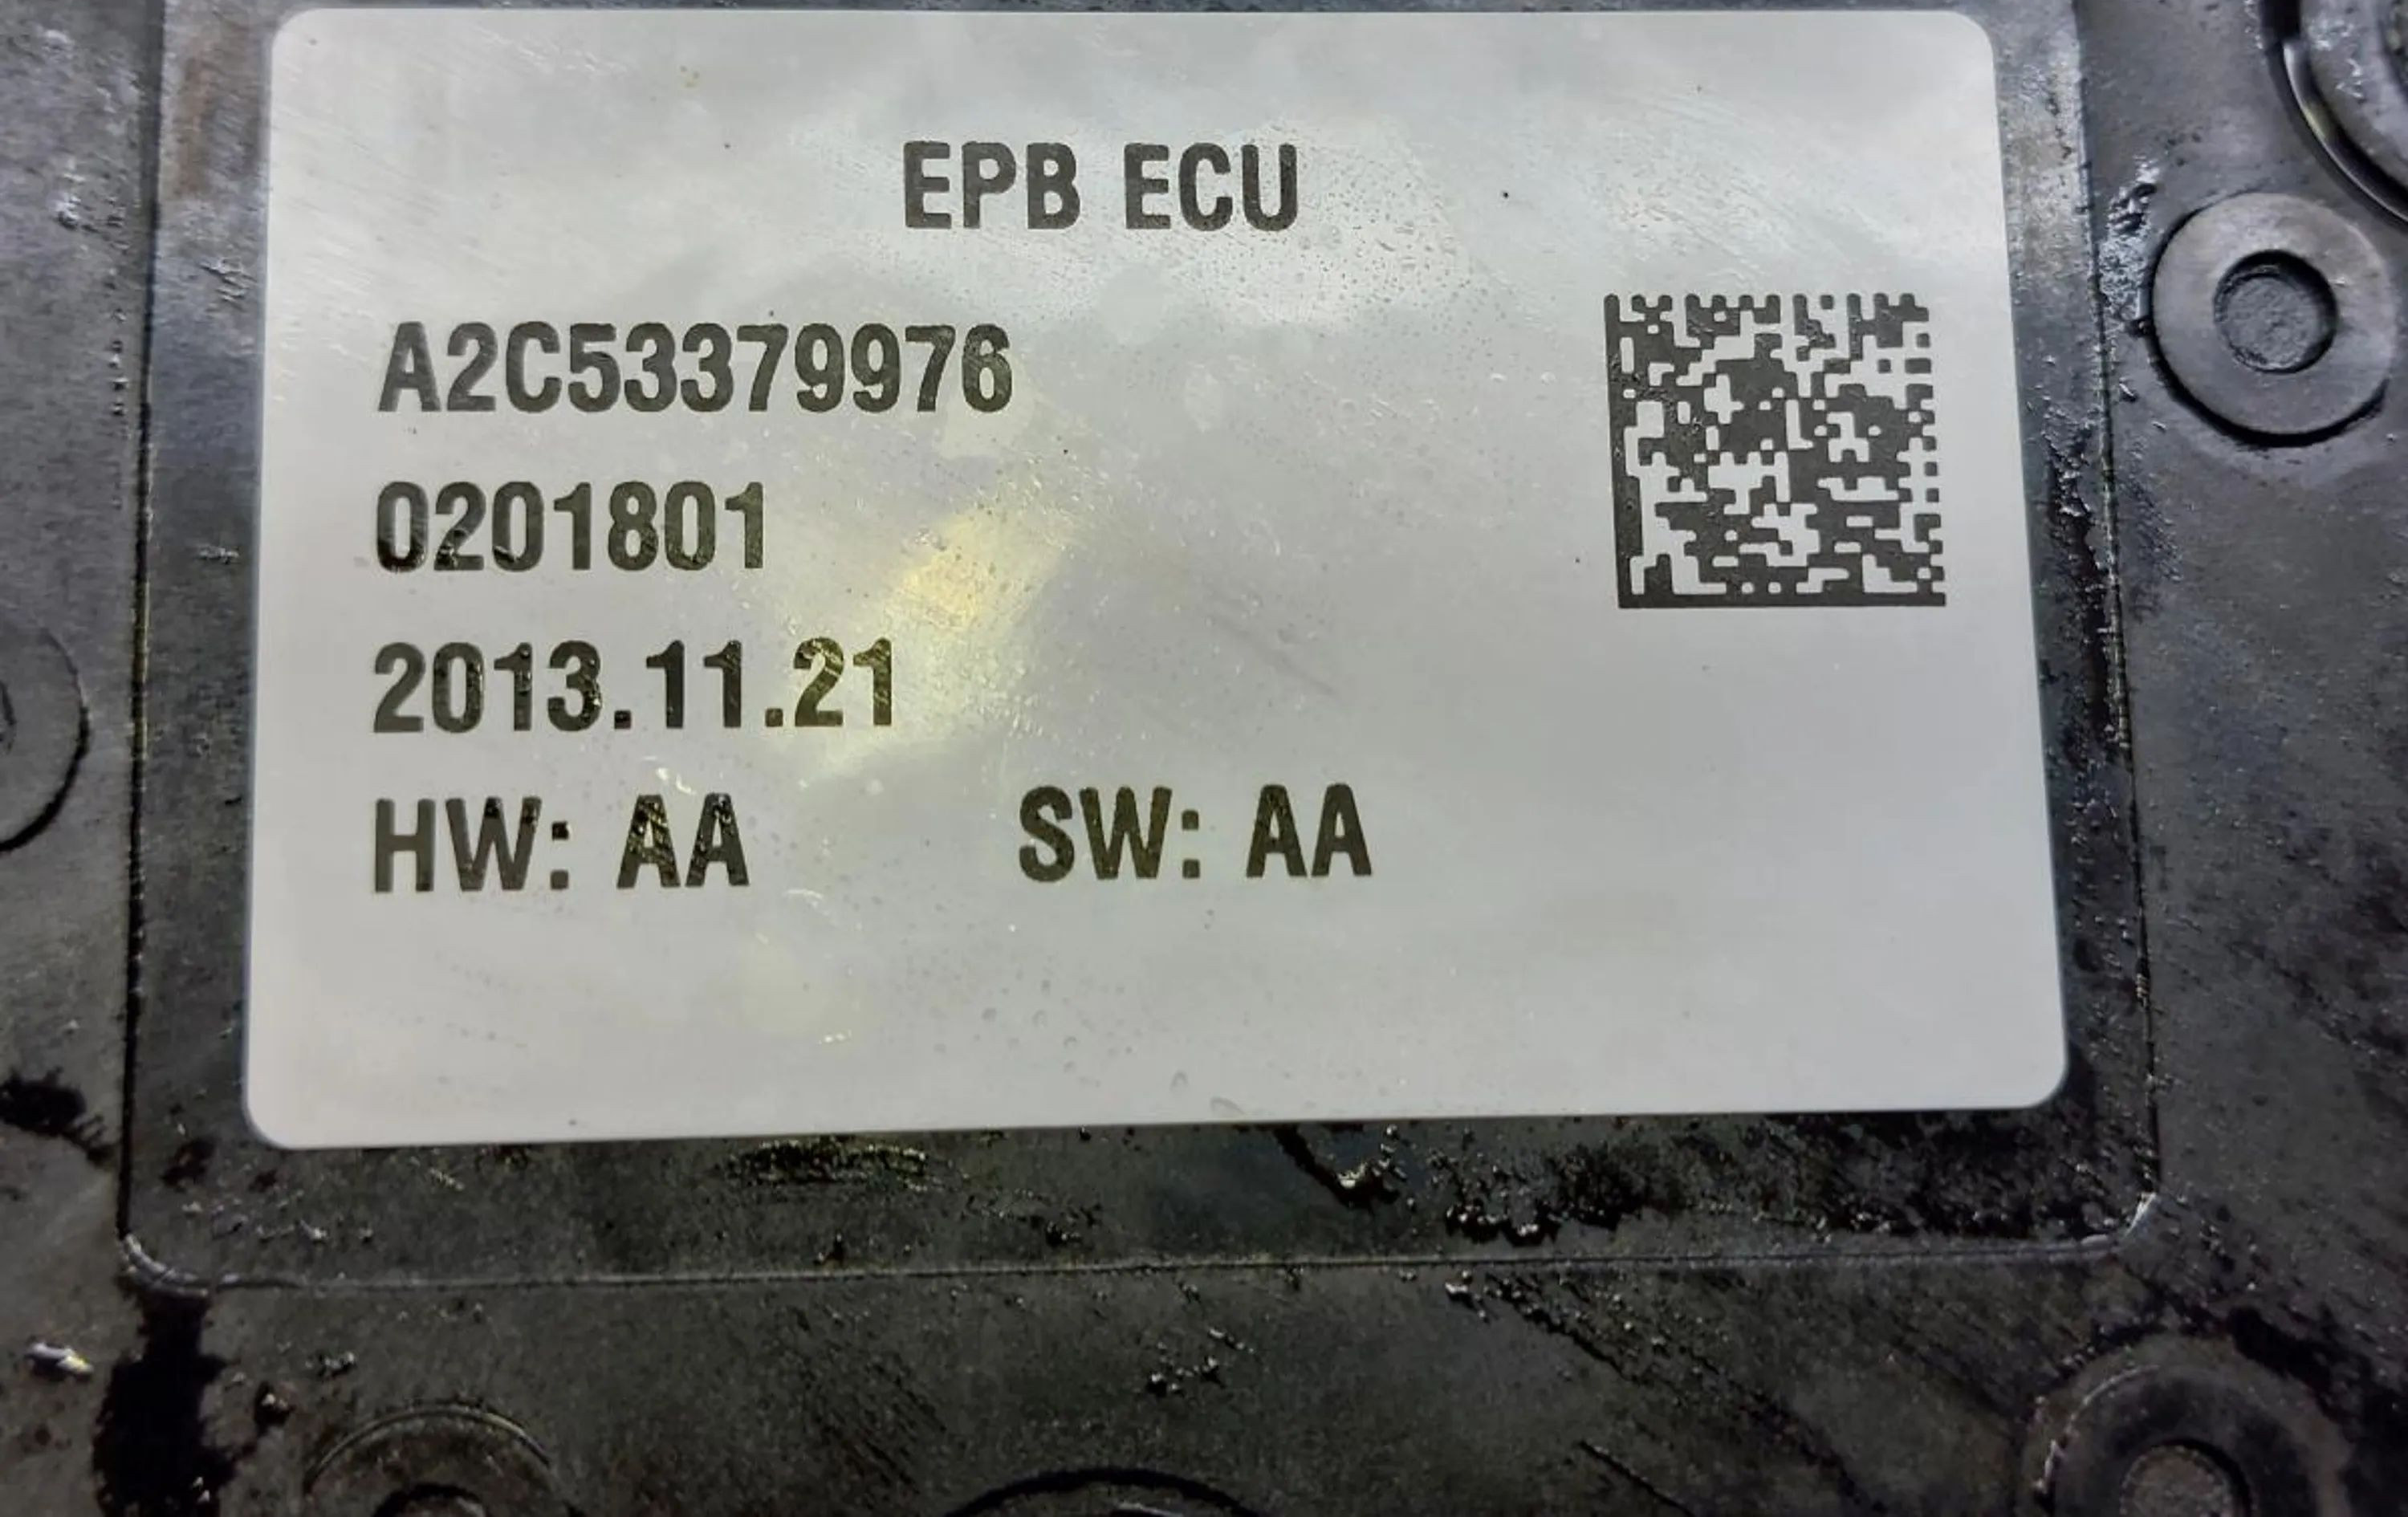 EPB ECU
A2C53379976
0201801
2013.11.21
HW: AA SW: AA